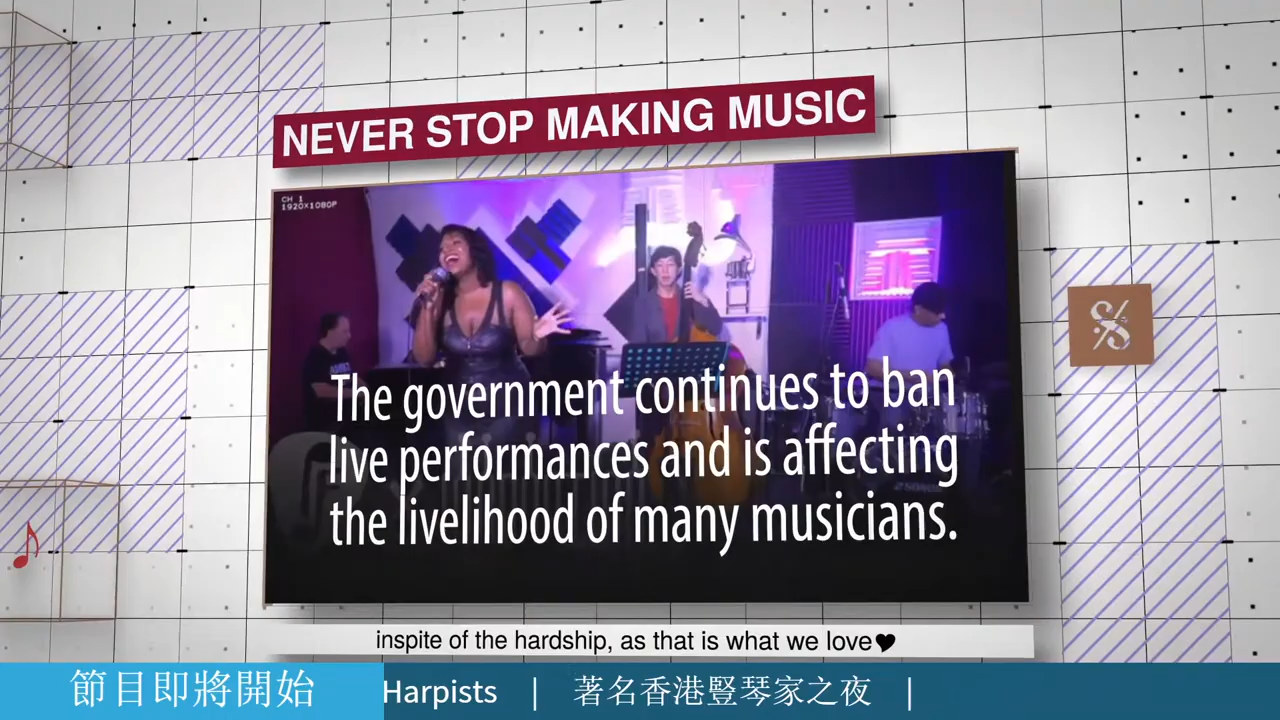 NEVER STOP MAKING MUSIC
CH 1
1920X1080P
The government continues to ban
live performances and is affecting
the livelihood of many musicians.
inspite of the hardship, as that is what we love♥
節目即將開始
Harpists | 著名香港豎琴家之夜 |